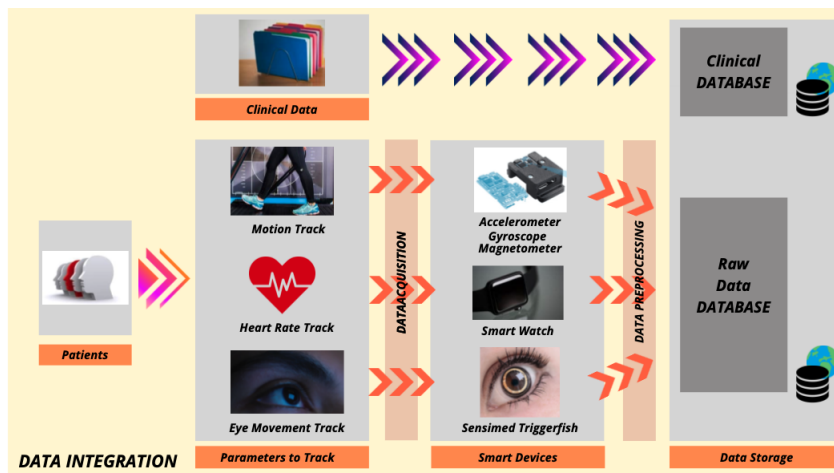 Clinical Data
Clinical
DATABASE
Motion Track
Heart Rate Track
Eye Movement Track
DATAACQUISITION
Accelerometer
Gyroscope
Magnetometer
Smart Watch
Sensimed Triggerfish
DATA PREPROCESSING
Raw
Data
DATABASE
Patients
DATA INTEGRATION
Parameters to Track
Smart Devices
Data Storage